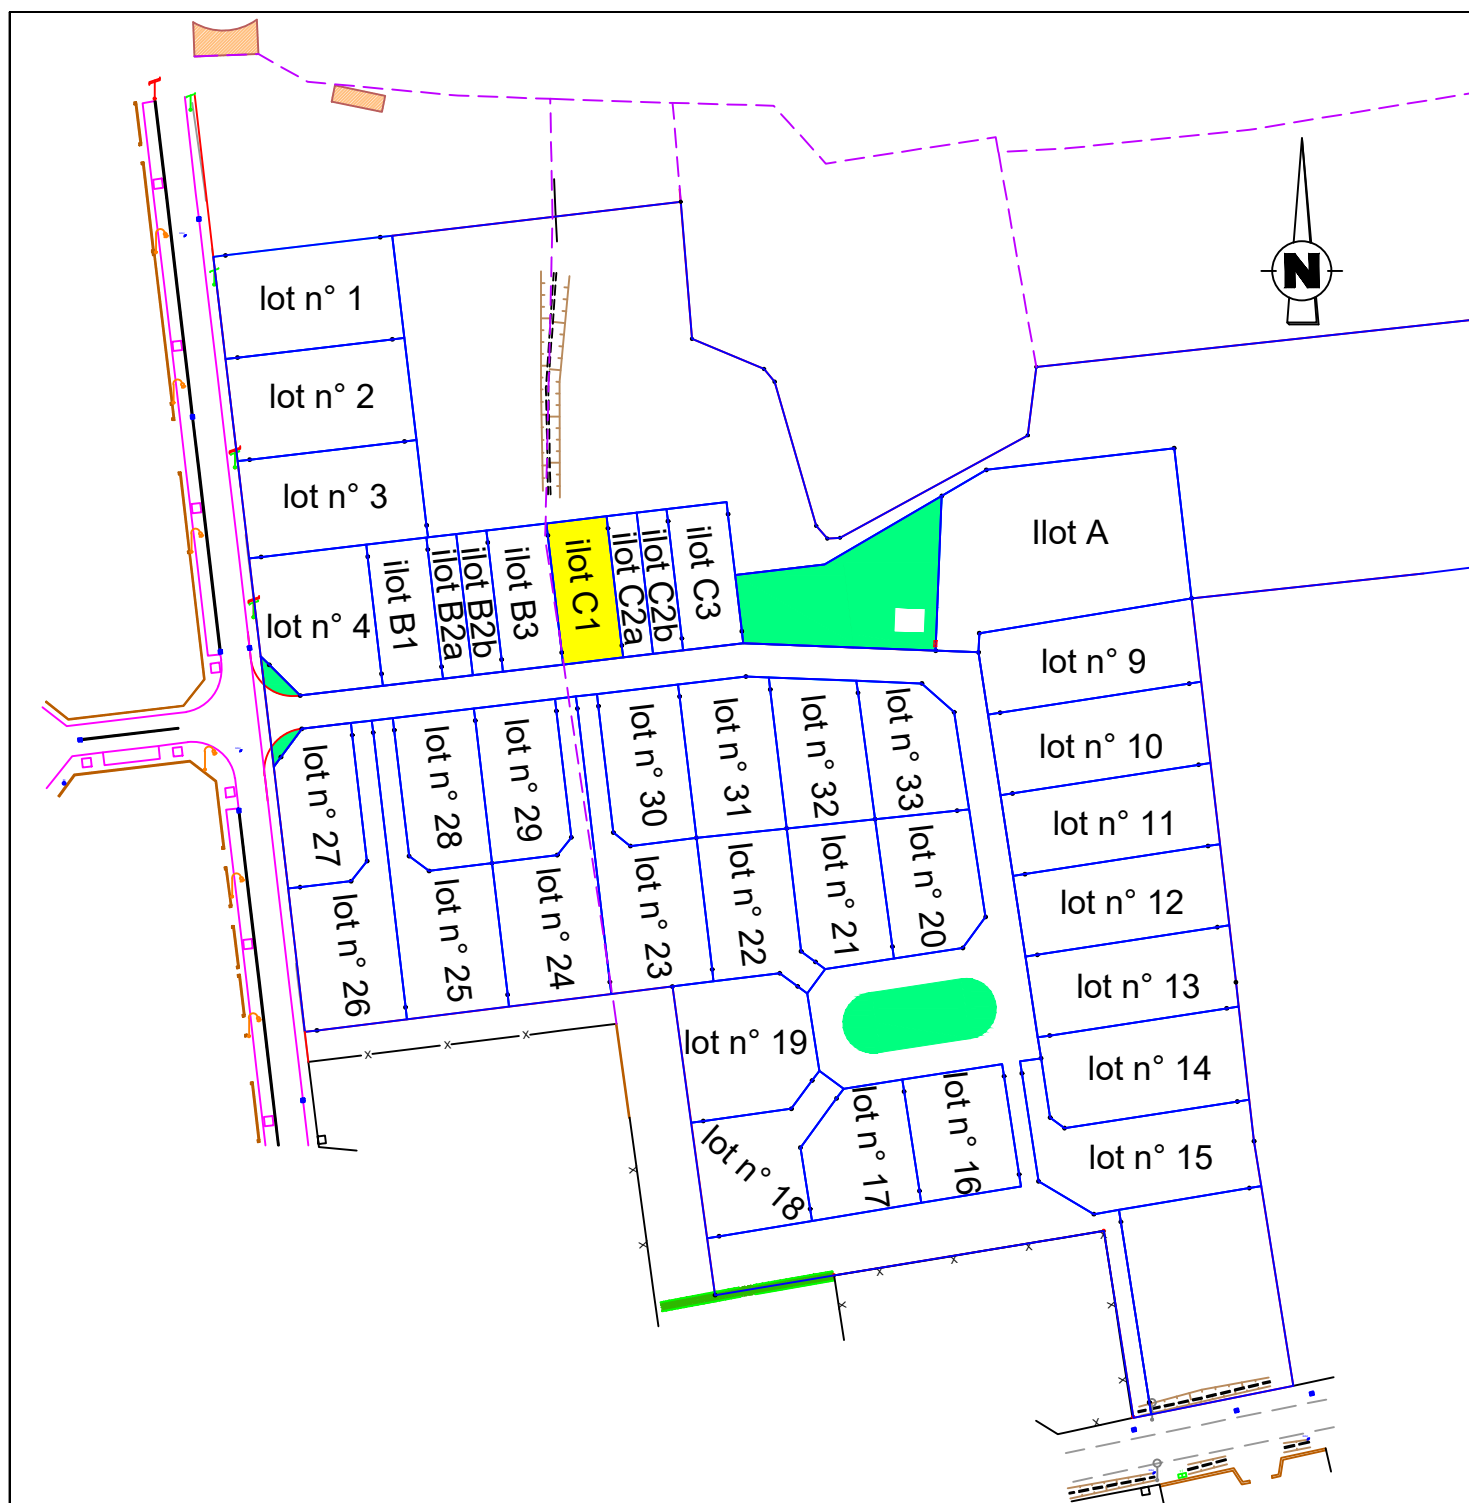 N
lot n° 1
lot n° 2
lot n° 3
lot n° 4
ilot B1
ilot B2a
ilot B2b
ilot B3
ilot C1
ilot C2a
ilot C2b
ilot C3
Ilot A
lot n° 9
lot n° 10
lot n° 11
lot n° 12
lot n° 13
lot n° 14
lot n° 15
lot n° 27
lot n° 28
lot n° 29
lot n° 30
lot n° 31
lot n° 32
lot n° 33
lot n° 26
lot n° 25
lot n° 24
lot n° 23
lot n° 22
lot n° 21
lot n° 20
lot n° 19
lot n° 18
lot n° 17
lot n° 16